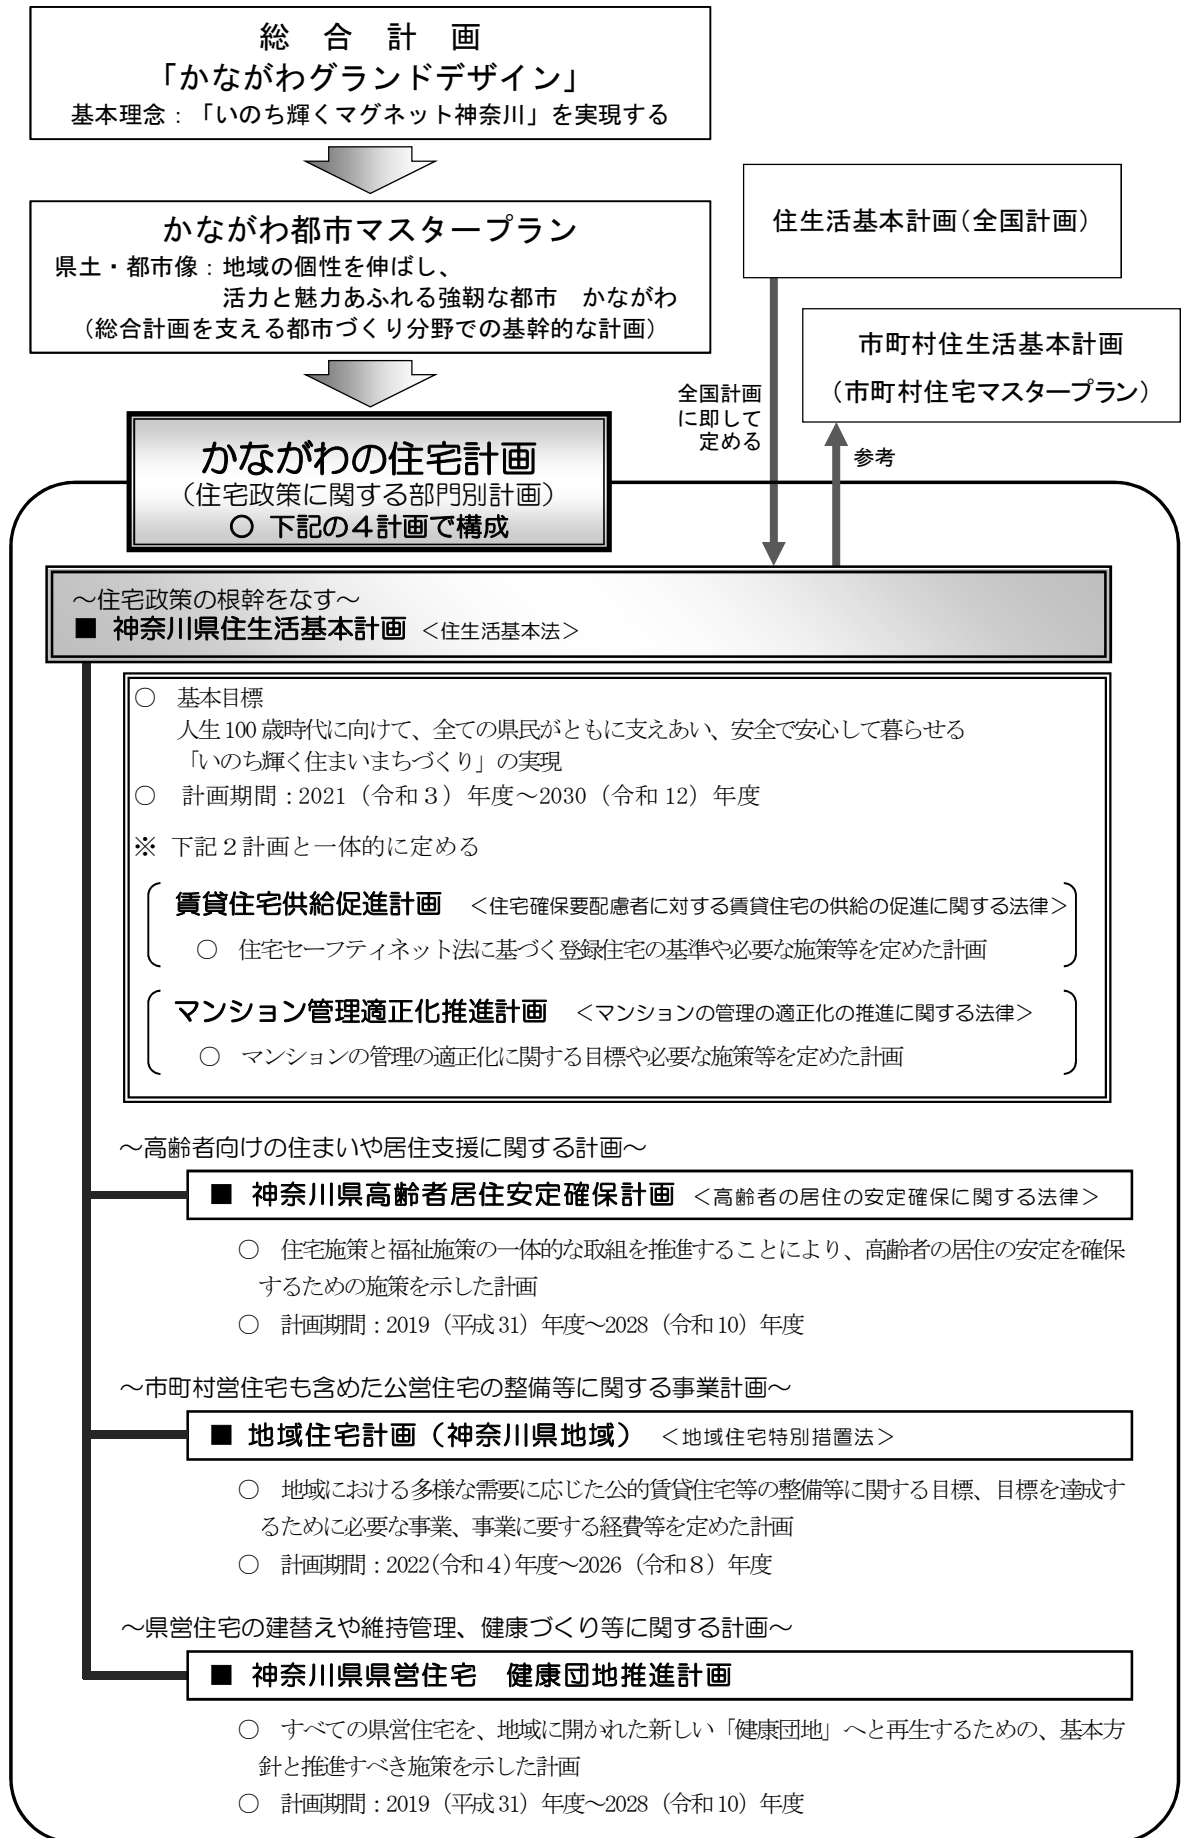 総 合 計 画
「かながわグランドデザイン」
基本理念：「いのち輝くマグネット神奈川」を実現する
かながわ都市マスタープラン
県土・都市像：地域の個性を伸ばし、
活力と魅力あふれる強靭な都市 かながわ
（総合計画を支える都市づくり分野での基幹的な計画）
住生活基本計画（全国計画）
市町村住生活基本計画
（市町村住宅マスタープラン）
全国計画
に即して
定める
参考
かながわの住宅計画
（住宅政策に関する部門別計画）
○ 下記の４計画で構成
～住宅政策の根幹をなす～
■ 神奈川県住生活基本計画 ＜住生活基本法＞
○ 基本目標
人生100歳時代に向けて、全ての県民がともに支えあい、安全で安心して暮らせる
「いのち輝く住まいまちづくり」の実現
○ 計画期間：2021（令和３）年度～2030（令和12）年度
※ 下記２計画と一体的に定める
賃貸住宅供給促進計画 ＜住宅確保要配慮者に対する賃貸住宅の供給の促進に関する法律＞
○ 住宅セーフティネット法に基づく登録住宅の基準や必要な施策等を定めた計画
マンション管理適正化推進計画 ＜マンションの管理の適正化の推進に関する法律＞
○ マンションの管理の適正化に関する目標や必要な施策等を定めた計画
～高齢者向けの住まいや居住支援に関する計画～
■ 神奈川県高齢者居住安定確保計画 ＜高齢者の居住の安定確保に関する法律＞
○ 住宅施策と福祉施策の一体的な取組を推進することにより、高齢者の居住の安定を確保
するための施策を示した計画
○ 計画期間：2019（平成31）年度～2028（令和10）年度
～市町村営住宅も含めた公営住宅の整備等に関する事業計画～
■ 地域住宅計画（神奈川県地域） ＜地域住宅特別措置法＞
○ 地域における多様な需要に応じた公的賃貸住宅等の整備等に関する目標、目標を達成す
るために必要な事業、事業に要する経費等を定めた計画
○ 計画期間：2022（令和４）年度～2026（令和８）年度
～県営住宅の建替えや維持管理、健康づくり等に関する計画～
■ 神奈川県県営住宅 健康団地推進計画
○ すべての県営住宅を、地域に開かれた新しい「健康団地」へと再生するための、基本方
針と推進すべき施策を示した計画
○ 計画期間：2019（平成31）年度～2028（令和10）年度